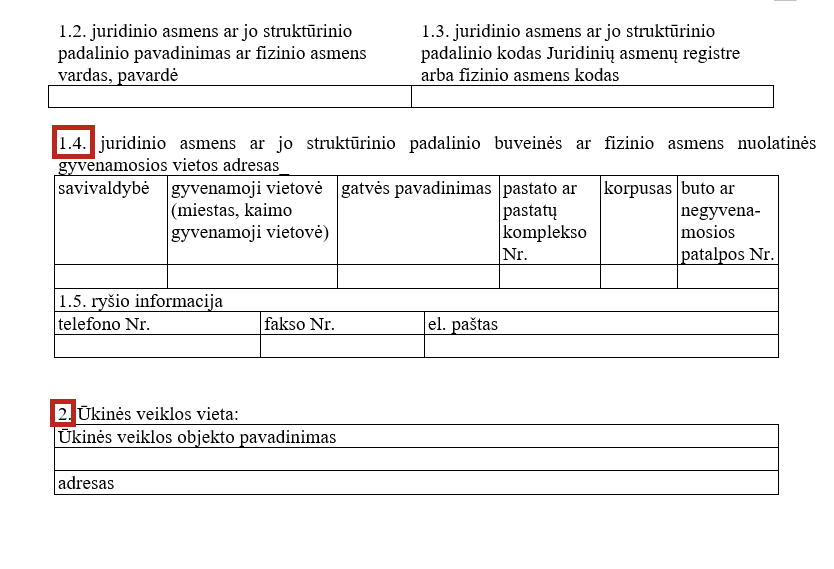 1.2. juridinio asmens ar jo struktūrinio
padalinio pavadinimas ar fizinio asmens
vardas, pavardė
1.3. juridinio asmens ar jo struktūrinio
padalinio kodas Juridinių asmenų registre
arba fizinio asmens kodas
1.4. juridinio asmens ar jo struktūrinio padalinio buveinės ar fizinio asmens nuolatinės
gyvenamosios vietos adresas_
savivaldybė
gyvenamoji vietovė
(miestas, kaimo
gyvenamoji vietovė)
gatvės pavadinimas
pastato ar
pastatų
komplekso
Nr.
korpusas
buto ar
negyvena-
mosios
patalpos Nr.
1.5. ryšio informacija
telefono Nr.
fakso Nr.
el. paštas
2. Ūkinės veiklos vieta:
Ūkinės veiklos objekto pavadinimas
adresas